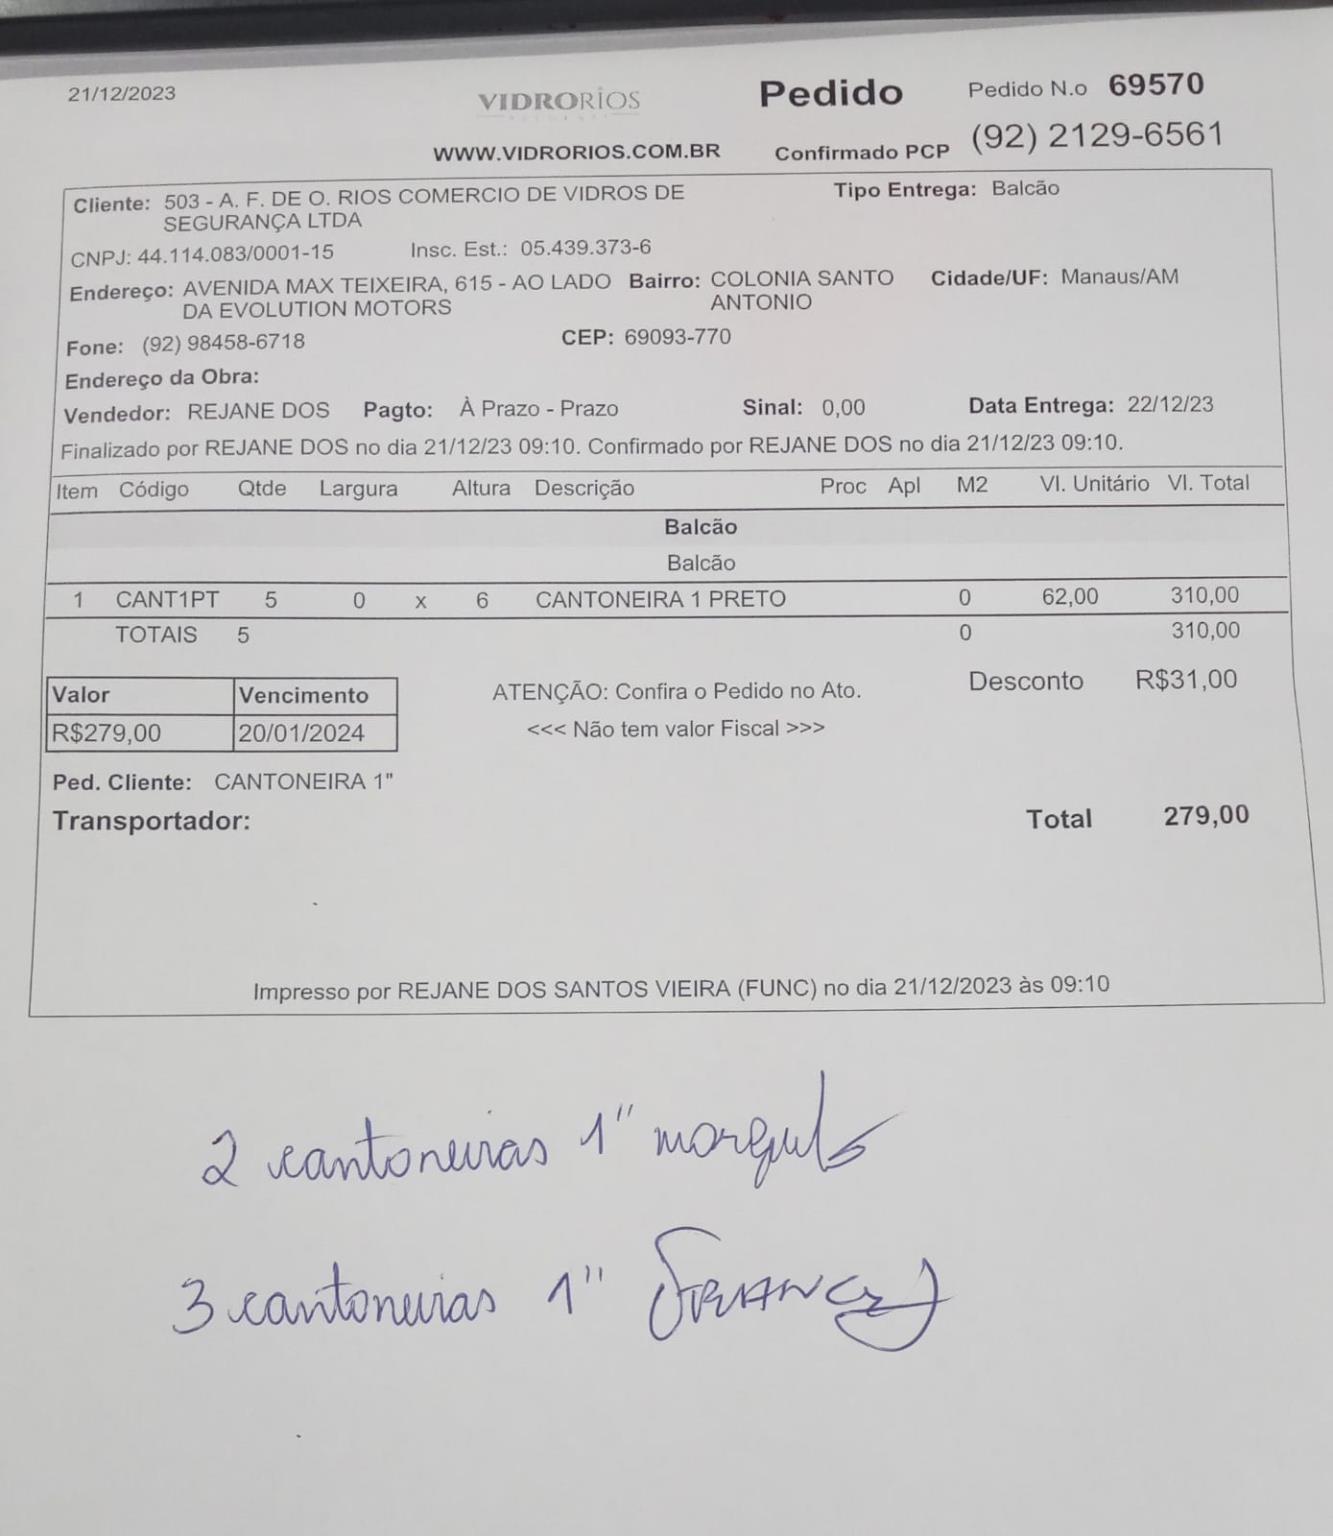 21/12/2023 VIDRORIOS Pedido Pedido N.o 69570
WWW.VIDRORIOS.COM.BR Confirmado PCP (92) 2129-6561
Cliente: 503 - A. F. DE O. RIOS COMERCIO DE VIDROS DE Tipo Entrega: Balcão
SEGURANÇA LTDA
CNPJ: 44.114.083/0001-15 Insc. Est.: 05.439.373-6
Endereço: AVENIDA MAX TEIXEIRA, 615 - AO LADO Bairro: COLONIA SANTO Cidade/UF: Manaus/AM
DA EVOLUTION MOTORS ANTONIO
Fone: (92) 98458-6718 CEP: 69093-770
Endereço da Obra:
Vendedor: REJANE DOS Pagto: À Prazo - Prazo Sinal: 0,00 Data Entrega: 22/12/23
Finalizado por REJANE DOS no dia 21/12/23 09:10. Confirmado por REJANE DOS no dia 21/12/23 09:10.
Item Código Qtde Largura Altura Descrição Proc Apl M2 Vl. Unitário Vl. Total
Balcão
Balcão
1 CANT1PT 5 0 x 6 CANTONEIRA 1 PRETO 0 62,00 310,00
TOTAIS 5 0 310,00
Valor Vencimento ATENÇÃO: Confira o Pedido no Ato. Desconto R$31,00
R$279,00 20/01/2024 <<< Não tem valor Fiscal >>>
Ped. Cliente: CANTONEIRA 1"
Transportador: Total 279,00
Impresso por REJANE DOS SANTOS VIEIRA (FUNC) no dia 21/12/2023 às 09:10
2 cantoneiras 1"
3 cantoneiras 1"